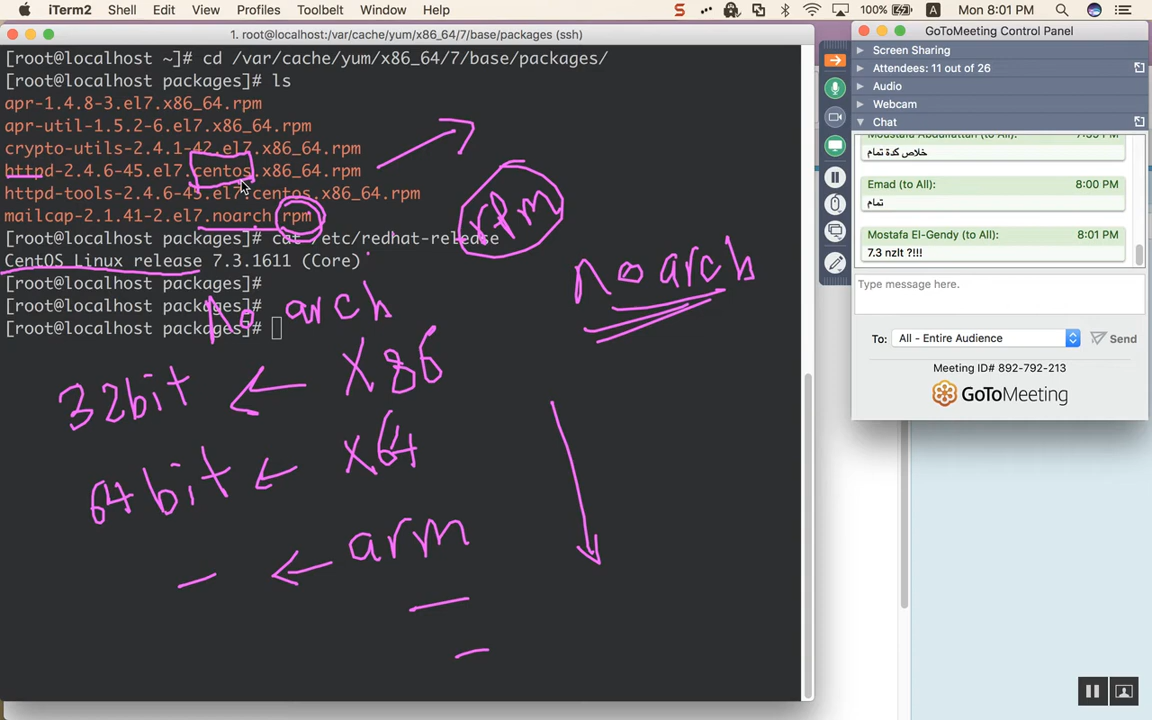 iTerm2 Shell Edit View Profiles Toolbelt Window Help 100% A Mon 8:01 PM
1. root@localhost:/var/cache/yum/x86_64/7/base/packages (ssh)
[root@localhost ~]# cd /var/cache/yum/x86_64/7/base/packages/
[root@localhost packages]# ls
apr-1.4.8-3.el7.x86_64.rpm
apr-util-1.5.2-6.el7.x86_64.rpm
crypto-utils-2.4.1-42.el7.x86_64.rpm
httpd-2.4.6-45.el7.centos.x86_64.rpm
httpd-tools-2.4.6-45.el7.centos.x86_64.rpm
mailcap-2.1.41-2.el7.noarch.rpm
[root@localhost packages]# cat /etc/redhat-release
CentOS Linux release 7.3.1611 (Core)
[root@localhost packages]#
[root@localhost packages]#
[root@localhost packages]#
rpm
no arch
no arch
32bit ← x86
64bit ← x64
← arm
GoToMeeting Control Panel
Screen Sharing
Attendees: 11 out of 26
Audio
Webcam
Chat
(to All):
خلاص كدة تمام
Emad (to All): 8:00 PM
تمام
Mostafa El-Gendy (to All): 8:01 PM
7.3 nzlt ?!!!
Type message here.
To: All - Entire Audience Send
Meeting ID# 892-792-213
GoToMeeting